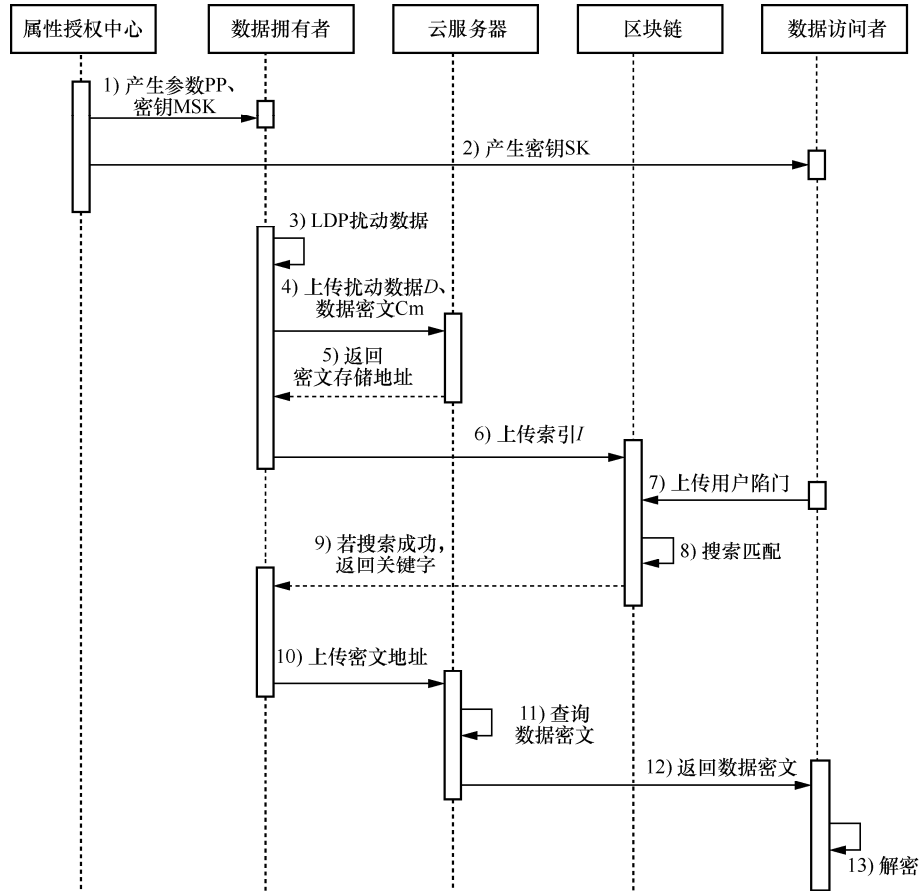 属性授权中心
数据拥有者
云服务器
区块链
数据访问者
1) 产生参数PP、
密钥MSK
2) 产生密钥SK
3) LDP扰动数据
4) 上传扰动数据D、
数据密文Cm
5) 返回
密文存储地址
6) 上传索引I
7) 上传用户陷门
8) 搜索匹配
9) 若搜索成功，
返回关键字
10) 上传密文地址
11) 查询
数据密文
12) 返回数据密文
13) 解密